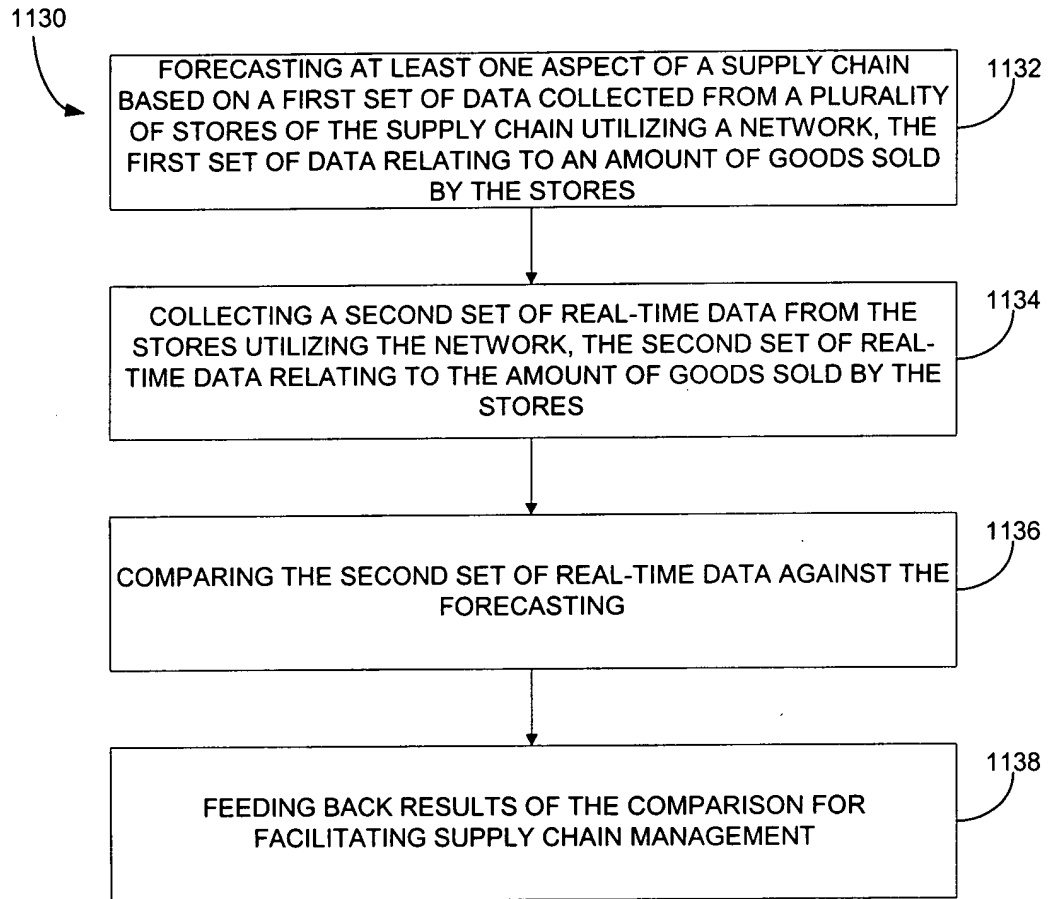 1130
FORECASTING AT LEAST ONE ASPECT OF A SUPPLY CHAIN
BASED ON A FIRST SET OF DATA COLLECTED FROM A PLURALITY
OF STORES OF THE SUPPLY CHAIN UTILIZING A NETWORK, THE
FIRST SET OF DATA RELATING TO AN AMOUNT OF GOODS SOLD
BY THE STORES
1132
COLLECTING A SECOND SET OF REAL-TIME DATA FROM THE
STORES UTILIZING THE NETWORK, THE SECOND SET OF REAL-
TIME DATA RELATING TO THE AMOUNT OF GOODS SOLD BY THE
STORES
1134
COMPARING THE SECOND SET OF REAL-TIME DATA AGAINST THE
FORECASTING
1136
FEEDING BACK RESULTS OF THE COMPARISON FOR
FACILITATING SUPPLY CHAIN MANAGEMENT
1138